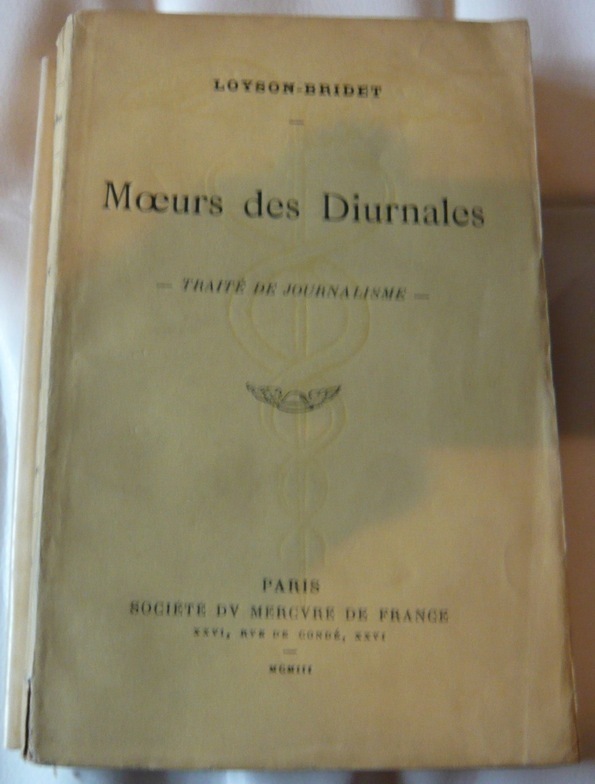 LOYSON-BRIDET
Mœurs des Diurnales
— TRAITÉ DE JOURNALISME —
PARIS
SOCIÉTÉ DV MERCVRE DE FRANCE
XXVI, RVE DE CONDÉ, XXVI
MCMIII